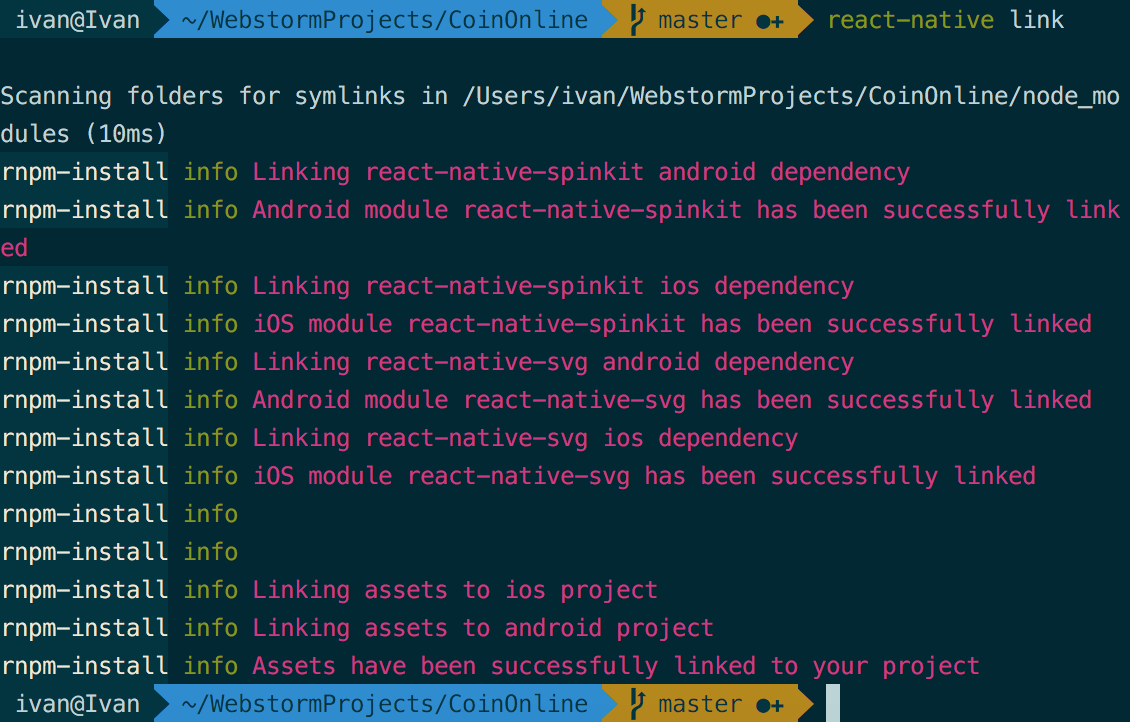 ivan@Ivan ~/WebstormProjects/CoinOnline master ●+ react-native link
Scanning folders for symlinks in /Users/ivan/WebstormProjects/CoinOnline/node_mo
dules (10ms)
rnpm-install info Linking react-native-spinkit android dependency
rnpm-install info Android module react-native-spinkit has been successfully link
ed
rnpm-install info Linking react-native-spinkit ios dependency
rnpm-install info iOS module react-native-spinkit has been successfully linked
rnpm-install info Linking react-native-svg android dependency
rnpm-install info Android module react-native-svg has been successfully linked
rnpm-install info Linking react-native-svg ios dependency
rnpm-install info iOS module react-native-svg has been successfully linked
rnpm-install info
rnpm-install info
rnpm-install info Linking assets to ios project
rnpm-install info Linking assets to android project
rnpm-install info Assets have been successfully linked to your project
ivan@Ivan ~/WebstormProjects/CoinOnline master ●+